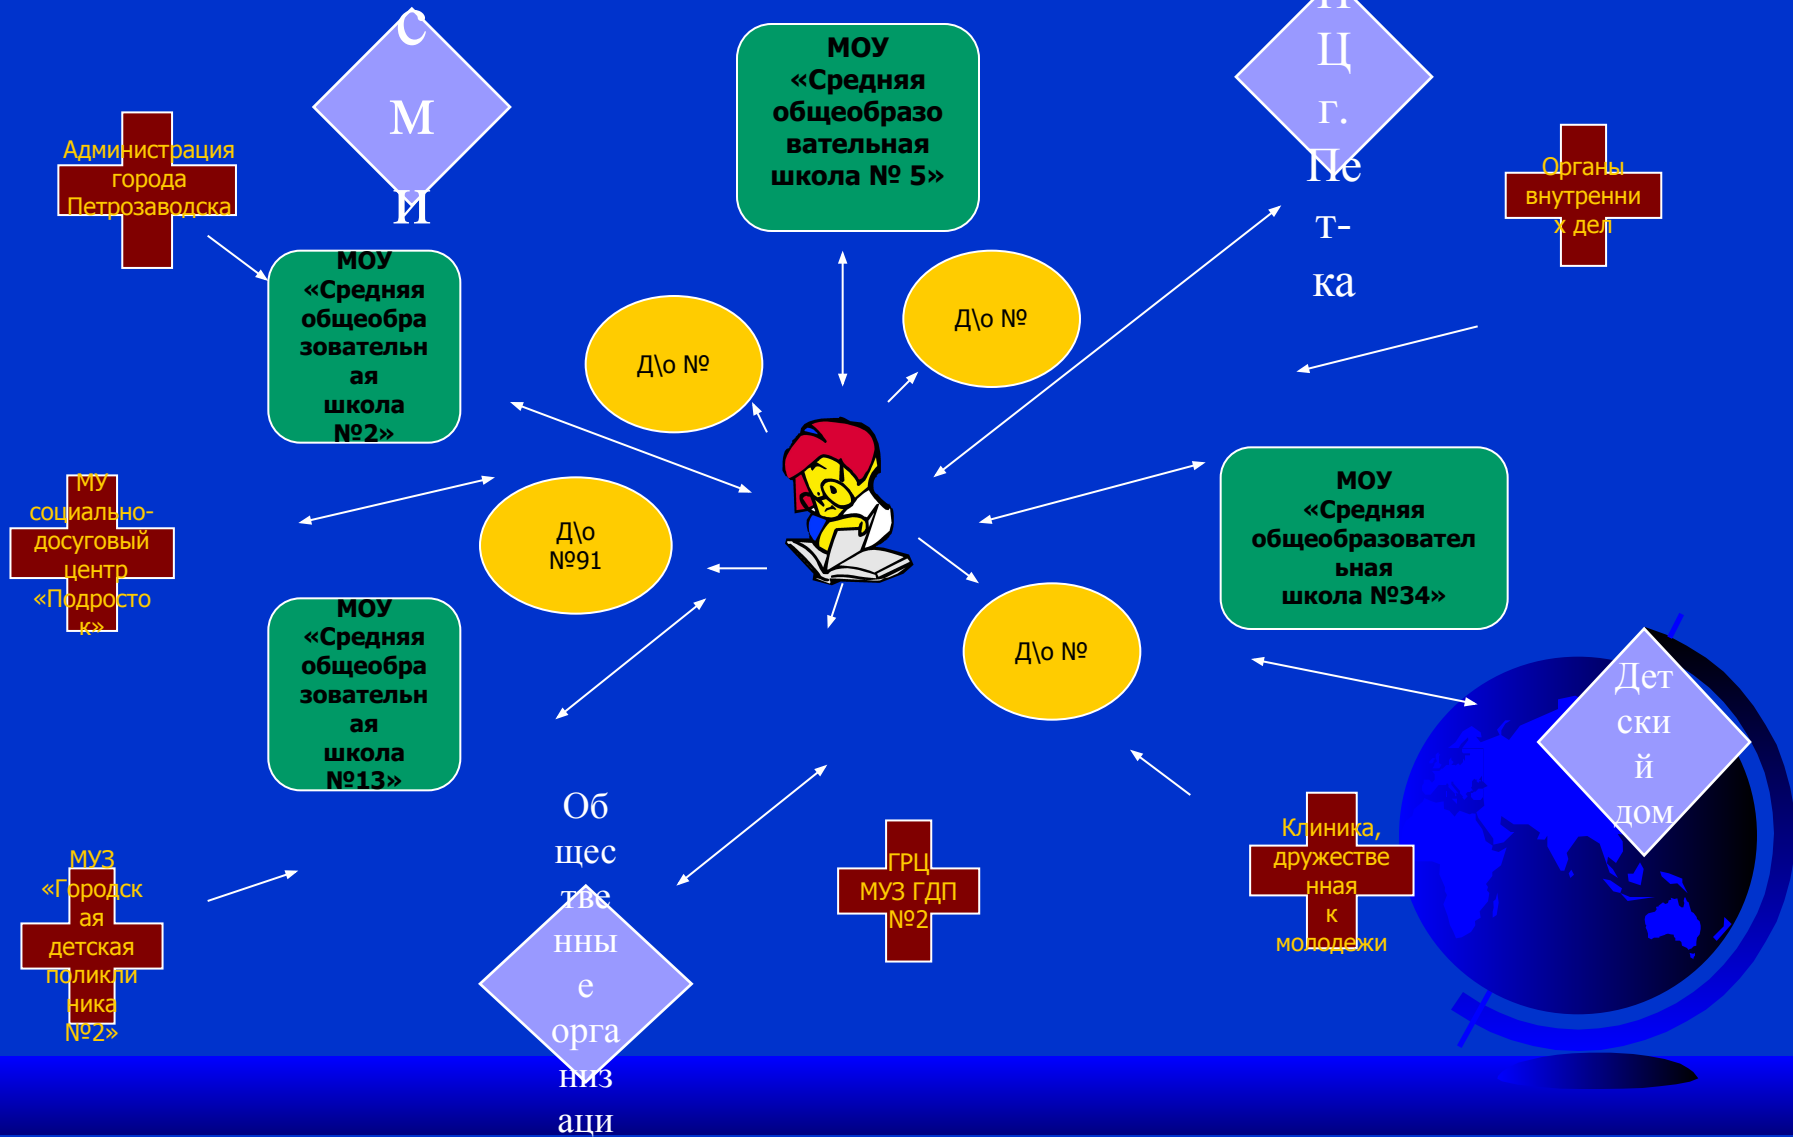 С
М
И
МОУ
«Средняя
общеобразо
вательная
школа № 5»
Ц
г.
Пе
т-
ка
Администрация
города
Петрозаводска
Органы
внутренни
х дел
МОУ
«Средняя
общеобра
зовательн
ая
школа
№2»
Д\о №
Д\о №
МУ
социально-
досуговый
центр
«Подросто
к»
Д\о
№91
МОУ
«Средняя
общеобразовател
ьная
школа №34»
МОУ
«Средняя
общеобра
зовательн
ая
школа
№13»
Д\о №
Дет
ски
й
дом
Об
щес
тве
нны
е
орга
низ
аци
МУЗ
«Городск
ая
детская
поликли
ника
№2»
ГРЦ
МУЗ ГДП
№2
Клиника,
дружестве
нная
к
молодежи